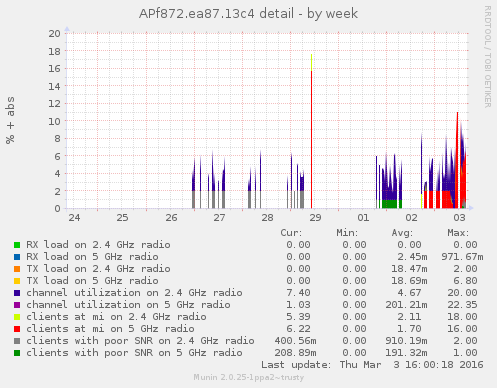 APf872.ea87.13c4 detail - by week
RRDTOOL / TOBI OETIKER
% + abs
20
18
16
14
12
10
8
6
4
2
0
24 25 26 27 28 29 01 02 03
Cur: Min: Avg: Max:
RX load on 2.4 GHz radio 0.00 0.00 0.00 0.00
RX load on 5 GHz radio 0.00 0.00 2.45m 971.67m
TX load on 2.4 GHz radio 0.00 0.00 18.47m 2.00
TX load on 5 GHz radio 0.00 0.00 18.69m 6.80
channel utilization on 2.4 GHz radio 7.40 0.00 4.67 20.00
channel utilization on 5 GHz radio 1.03 0.00 201.21m 22.35
clients at mi on 2.4 GHz radio 5.39 0.00 2.11 18.00
clients at mi on 5 GHz radio 6.22 0.00 1.70 16.00
clients with poor SNR on 2.4 GHz radio 400.56m 0.00 910.19m 2.00
clients with poor SNR on 5 GHz radio 208.89m 0.00 191.32m 1.00
Last update: Thu Mar 3 16:00:18 2016
Munin 2.0.25-1ppa2~trusty